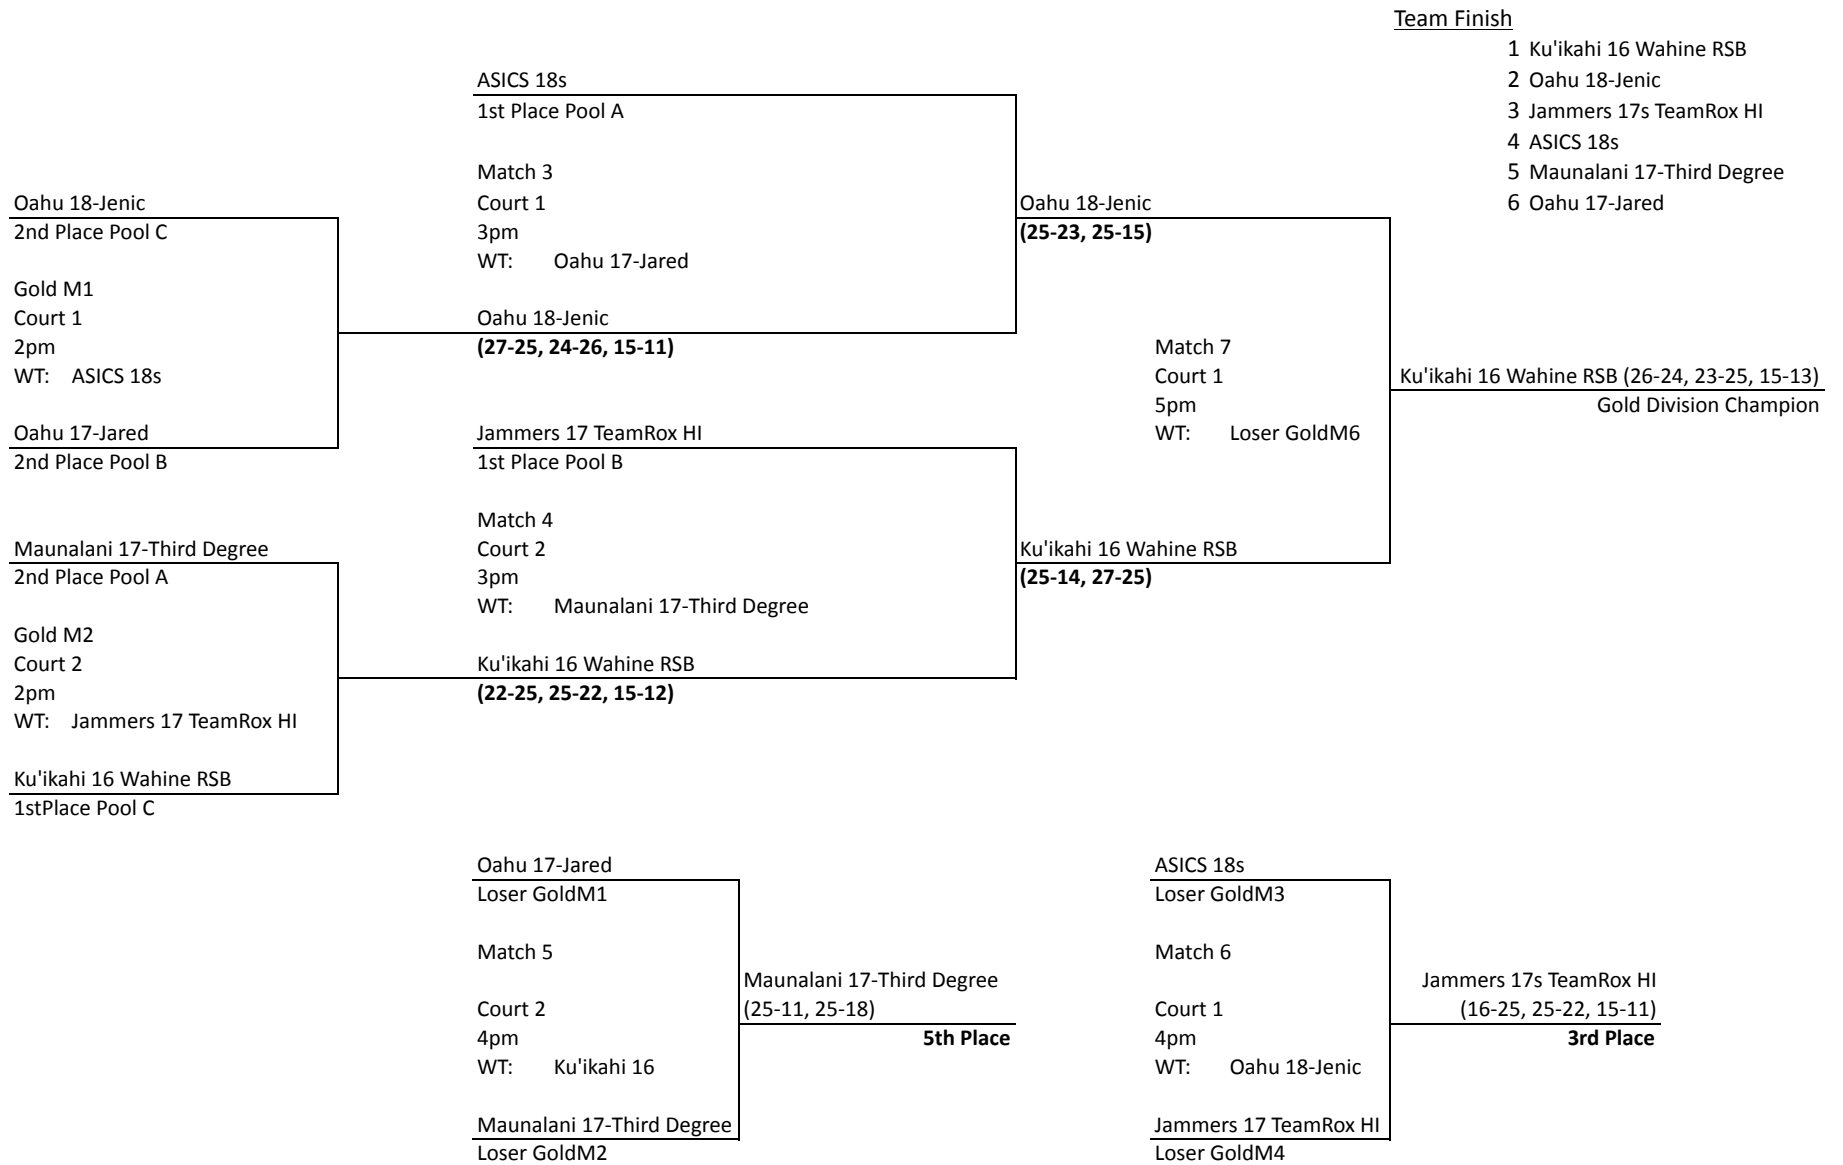 Team Finish
1 Ku'ikahi 16 Wahine RSB
2 Oahu 18-Jenic
3 Jammers 17s TeamRox HI
4 ASICS 18s
5 Maunalani 17-Third Degree
6 Oahu 17-Jared
Oahu 18-Jenic
2nd Place Pool C
Gold M1
Court 1
2pm
WT: ASICS 18s
Oahu 17-Jared
2nd Place Pool B
Maunalani 17-Third Degree
2nd Place Pool A
Gold M2
Court 2
2pm
WT: Jammers 17 TeamRox HI
Ku'ikahi 16 Wahine RSB
1stPlace Pool C
ASICS 18s
1st Place Pool A
Match 3
Court 1
3pm
WT: Oahu 17-Jared
Oahu 18-Jenic
(27-25, 24-26, 15-11)
Jammers 17 TeamRox HI
1st Place Pool B
Match 4
Court 2
3pm
WT: Maunalani 17-Third Degree
Ku'ikahi 16 Wahine RSB
(22-25, 25-22, 15-12)
Oahu 18-Jenic
(25-23, 25-15)
Match 7
Court 1
5pm
WT: Loser GoldM6
Ku'ikahi 16 Wahine RSB
(25-14, 27-25)
Ku'ikahi 16 Wahine RSB (26-24, 23-25, 15-13)
Gold Division Champion
Oahu 17-Jared
Loser GoldM1
Match 5
Court 2
4pm
WT: Ku'ikahi 16
Maunalani 17-Third Degree
Loser GoldM2
Maunalani 17-Third Degree
(25-11, 25-18)
5th Place
ASICS 18s
Loser GoldM3
Match 6
Court 1
4pm
WT: Oahu 18-Jenic
Jammers 17 TeamRox HI
Loser GoldM4
Jammers 17s TeamRox HI
(16-25, 25-22, 15-11)
3rd Place